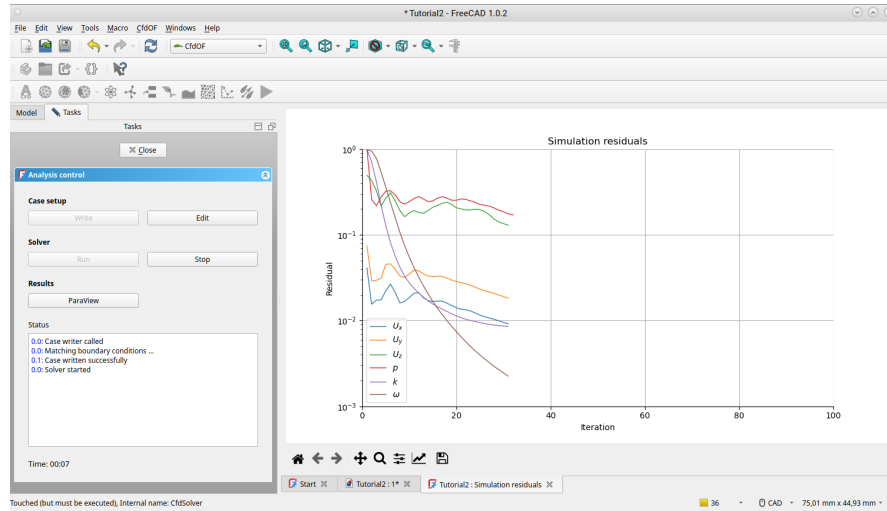 * Tutorial2 - FreeCAD 1.0.2
File Edit View Tools Macro CfdOF Windows Help
CfdOF
Model Tasks
Tasks
Close
Analysis control
Case setup
Write Edit
Solver
Run Stop
Results
ParaView
Status
0.0: Case writer called
0.0: Matching boundary conditions ...
0.1: Case written successfully
0.0: Solver started
Time: 00:07
Simulation residuals
Residual
10⁰
10⁻¹
10⁻²
10⁻³
Uₓ
Uᵧ
U_z
p
k
ω
0 20 40 60 80 100
Iteration
Start Tutorial2 : 1* Tutorial2 : Simulation residuals
Touched (but must be executed), Internal name: CfdSolver
36 CAD 75,01 mm x 44,93 mm